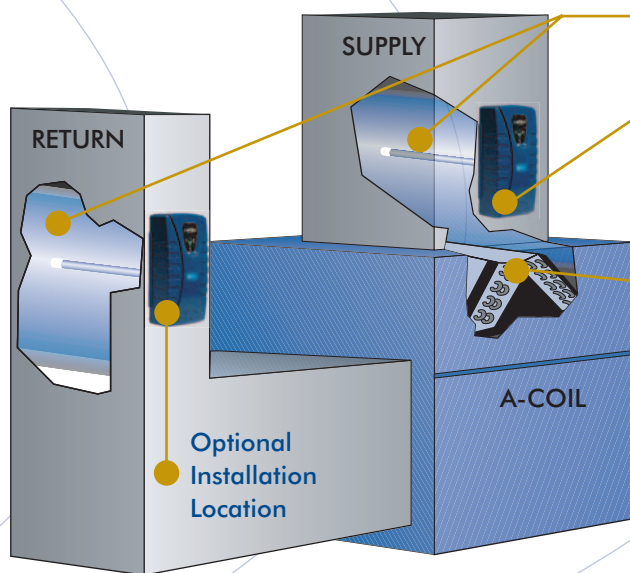 SUPPLY
RETURN
A-COIL
Optional
Installation
Location